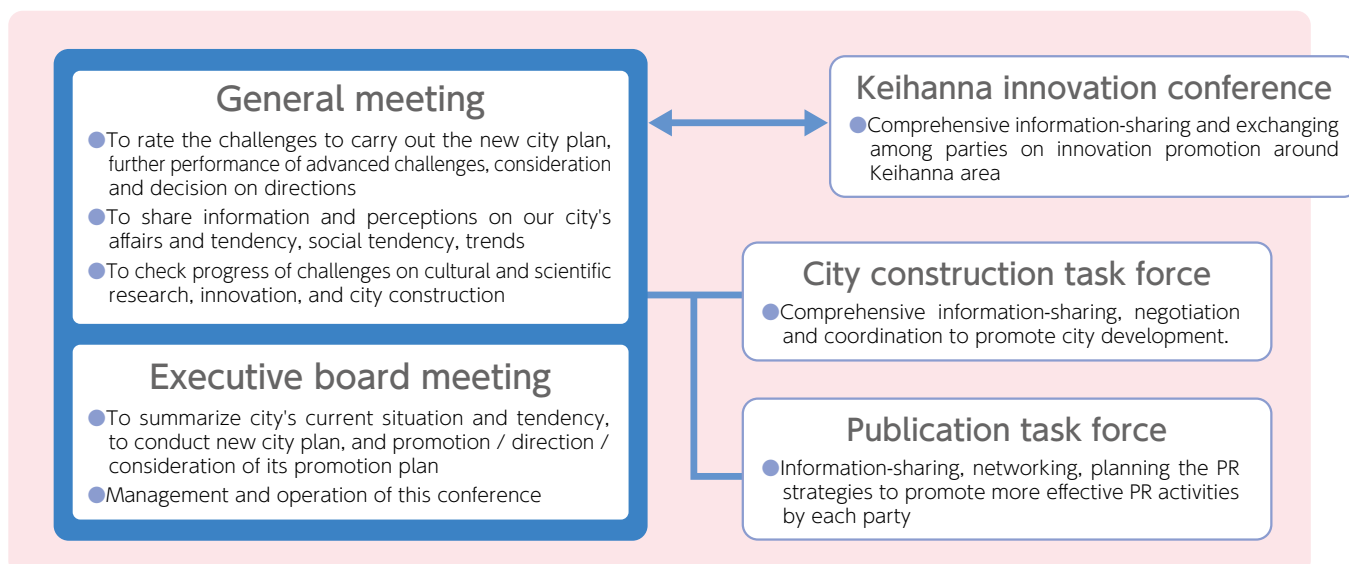 General meeting
●To rate the challenges to carry out the new city plan,
further performance of advanced challenges, consideration
and decision on directions
●To share information and perceptions on our city's
affairs and tendency, social tendency, trends
●To check progress of challenges on cultural and scientific
research, innovation, and city construction
Executive board meeting
●To summarize city's current situation and tendency,
to conduct new city plan, and promotion / direction /
consideration of its promotion plan
●Management and operation of this conference
Keihanna innovation conference
●Comprehensive information-sharing and exchanging
among parties on innovation promotion around
Keihanna area
City construction task force
●Comprehensive information-sharing, negotiation
and coordination to promote city development.
Publication task force
●Information-sharing, networking, planning the PR
strategies to promote more effective PR activities
by each party